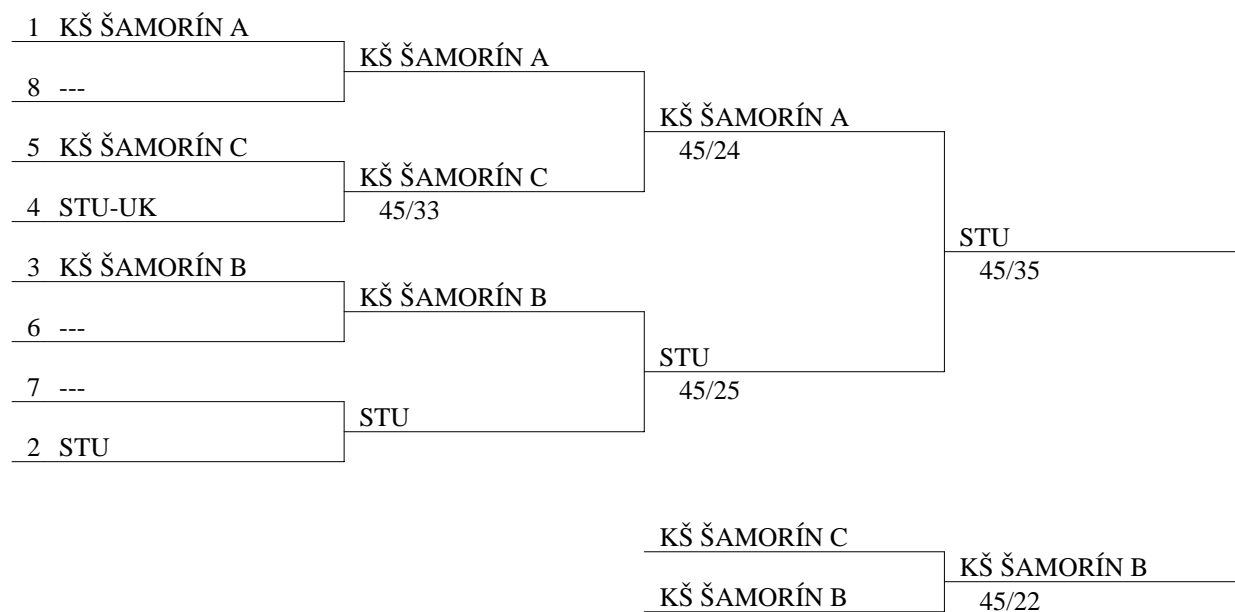 1 KŠ ŠAMORÍN A
KŠ ŠAMORÍN A
8 ---
KŠ ŠAMORÍN A
45/24
5 KŠ ŠAMORÍN C
KŠ ŠAMORÍN C
45/33
4 STU-UK
STU
45/35
3 KŠ ŠAMORÍN B
KŠ ŠAMORÍN B
6 ---
STU
45/25
7 ---
STU
2 STU
KŠ ŠAMORÍN C
KŠ ŠAMORÍN B
45/22
KŠ ŠAMORÍN B